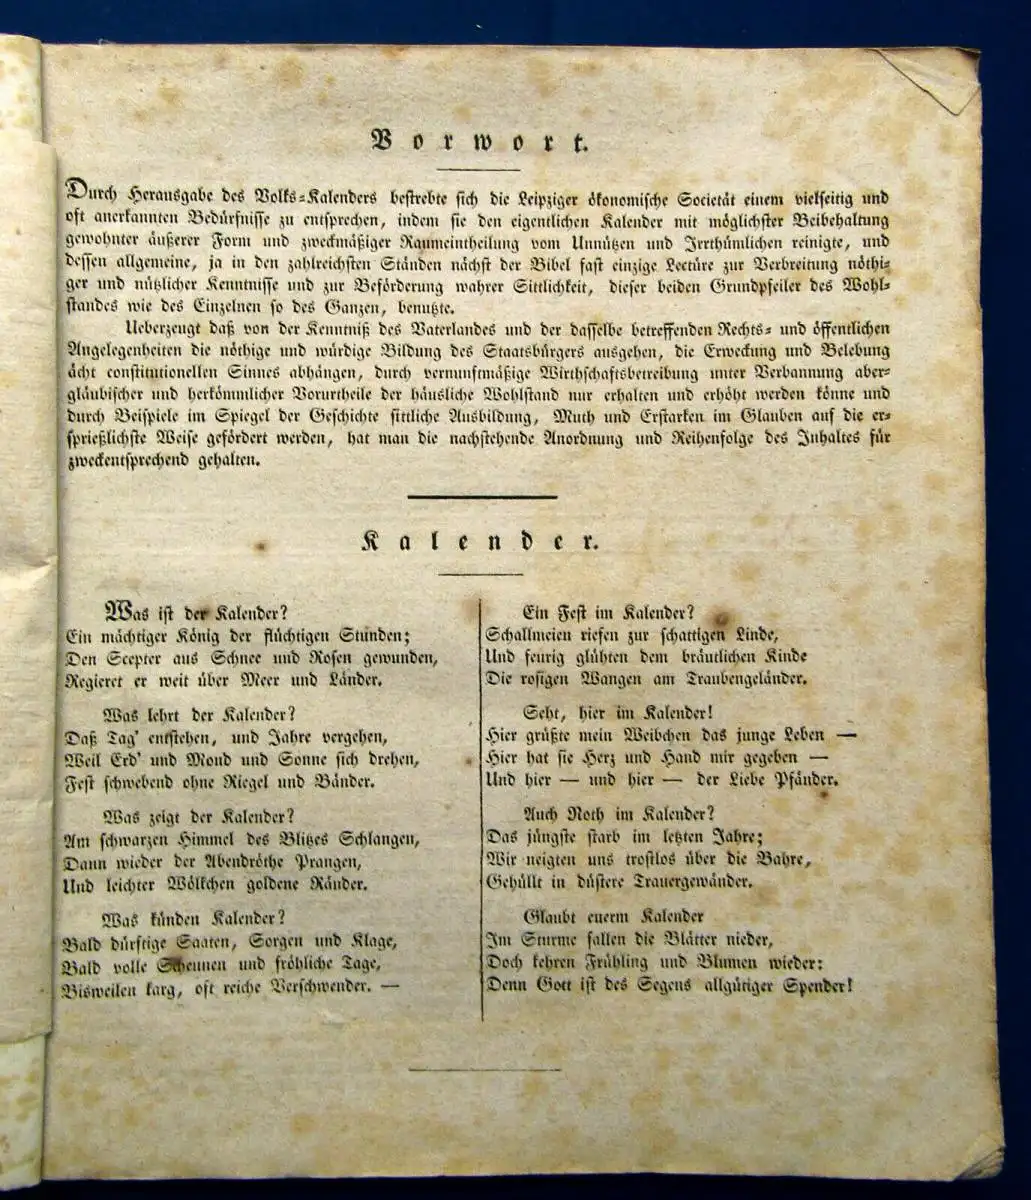 Vorwort.
Durch Herausgabe des Volks-Kalenders bestrebte sich die Leipziger ökonomische Societät einem vielseitig und
oft anerkannten Bedürfnisse zu entsprechen, indem sie den eigentlichen Kalender mit möglichster Beibehaltung
gewohnter äußerer Form und zweckmäßiger Raumeintheilung vom Unnützen und Irrthümlichen reinigte, und
dessen allgemeine, ja in den zahlreichsten Ständen nächst der Bibel fast einzige Lectüre zur Verbreitung nöthi-
ger und nützlicher Kenntnisse und zur Beförderung wahrer Sittlichkeit, dieser beiden Grundpfeiler des Wohl-
standes wie des Einzelnen so des Ganzen, benutzte.
Ueberzeugt daß von der Kenntniß des Vaterlandes und der dasselbe betreffenden Rechts- und öffentlichen
Angelegenheiten die nöthige und würdige Bildung des Staatsbürgers ausgehen, die Erweckung und Belebung
ächt constitutionellen Sinnes abhängen, durch vernunftmäßige Wirthschaftsbetreibung unter Verbannung aber-
gläubischer und herkömmlicher Vorurtheile der häusliche Wohlstand nur erhalten und erhöht werden könne und
durch Beispiele im Spiegel der Geschichte sittliche Ausbildung, Muth und Erstarken im Glauben auf die er-
sprießlichste Weise gefördert werden, hat man die nachstehende Anordnung und Reihenfolge des Inhaltes für
zweckentsprechend gehalten.
Kalender.
Was ist der Kalender?
Ein mächtiger König der flüchtigen Stunden;
Den Scepter aus Schnee und Rosen gewunden,
Regieret er weit über Meer und Länder.
Was lehrt der Kalender?
Daß Tag' entstehen, und Jahre vergehen,
Weil Erd' und Mond und Sonne sich drehen,
Fest schwebend ohne Riegel und Bänder.
Was zeigt der Kalender?
Am schwarzen Himmel des Blitzes Schlangen,
Dann wieder der Abendröthe Prangen,
Und leichter Wölkchen goldene Ränder.
Was künden Kalender?
Bald dürftige Saaten, Sorgen und Klage,
Bald volle Scheunen und fröhliche Tage,
Bisweilen karg, oft reiche Verschwender. —
Ein Fest im Kalender?
Schallmeien riefen zur schattigen Linde,
Und feurig glühten dem bräutlichen Kinde
Die rosigen Wangen am Traubengeländer.
Seht, hier im Kalender!
Hier grüßte mein Weibchen das junge Leben —
Hier hat sie Herz und Hand mir gegeben —
Und hier — und hier — der Liebe Pfänder.
Auch Noth im Kalender?
Das jüngste starb im letzten Jahre;
Wir neigten uns trostlos über die Bahre,
Gehüllt in düstere Trauergewänder.
Glaubt euerm Kalender
Im Sturme fallen die Blätter nieder,
Doch kehren Frühling und Blumen wieder:
Denn Gott ist des Segens allgütiger Spender!